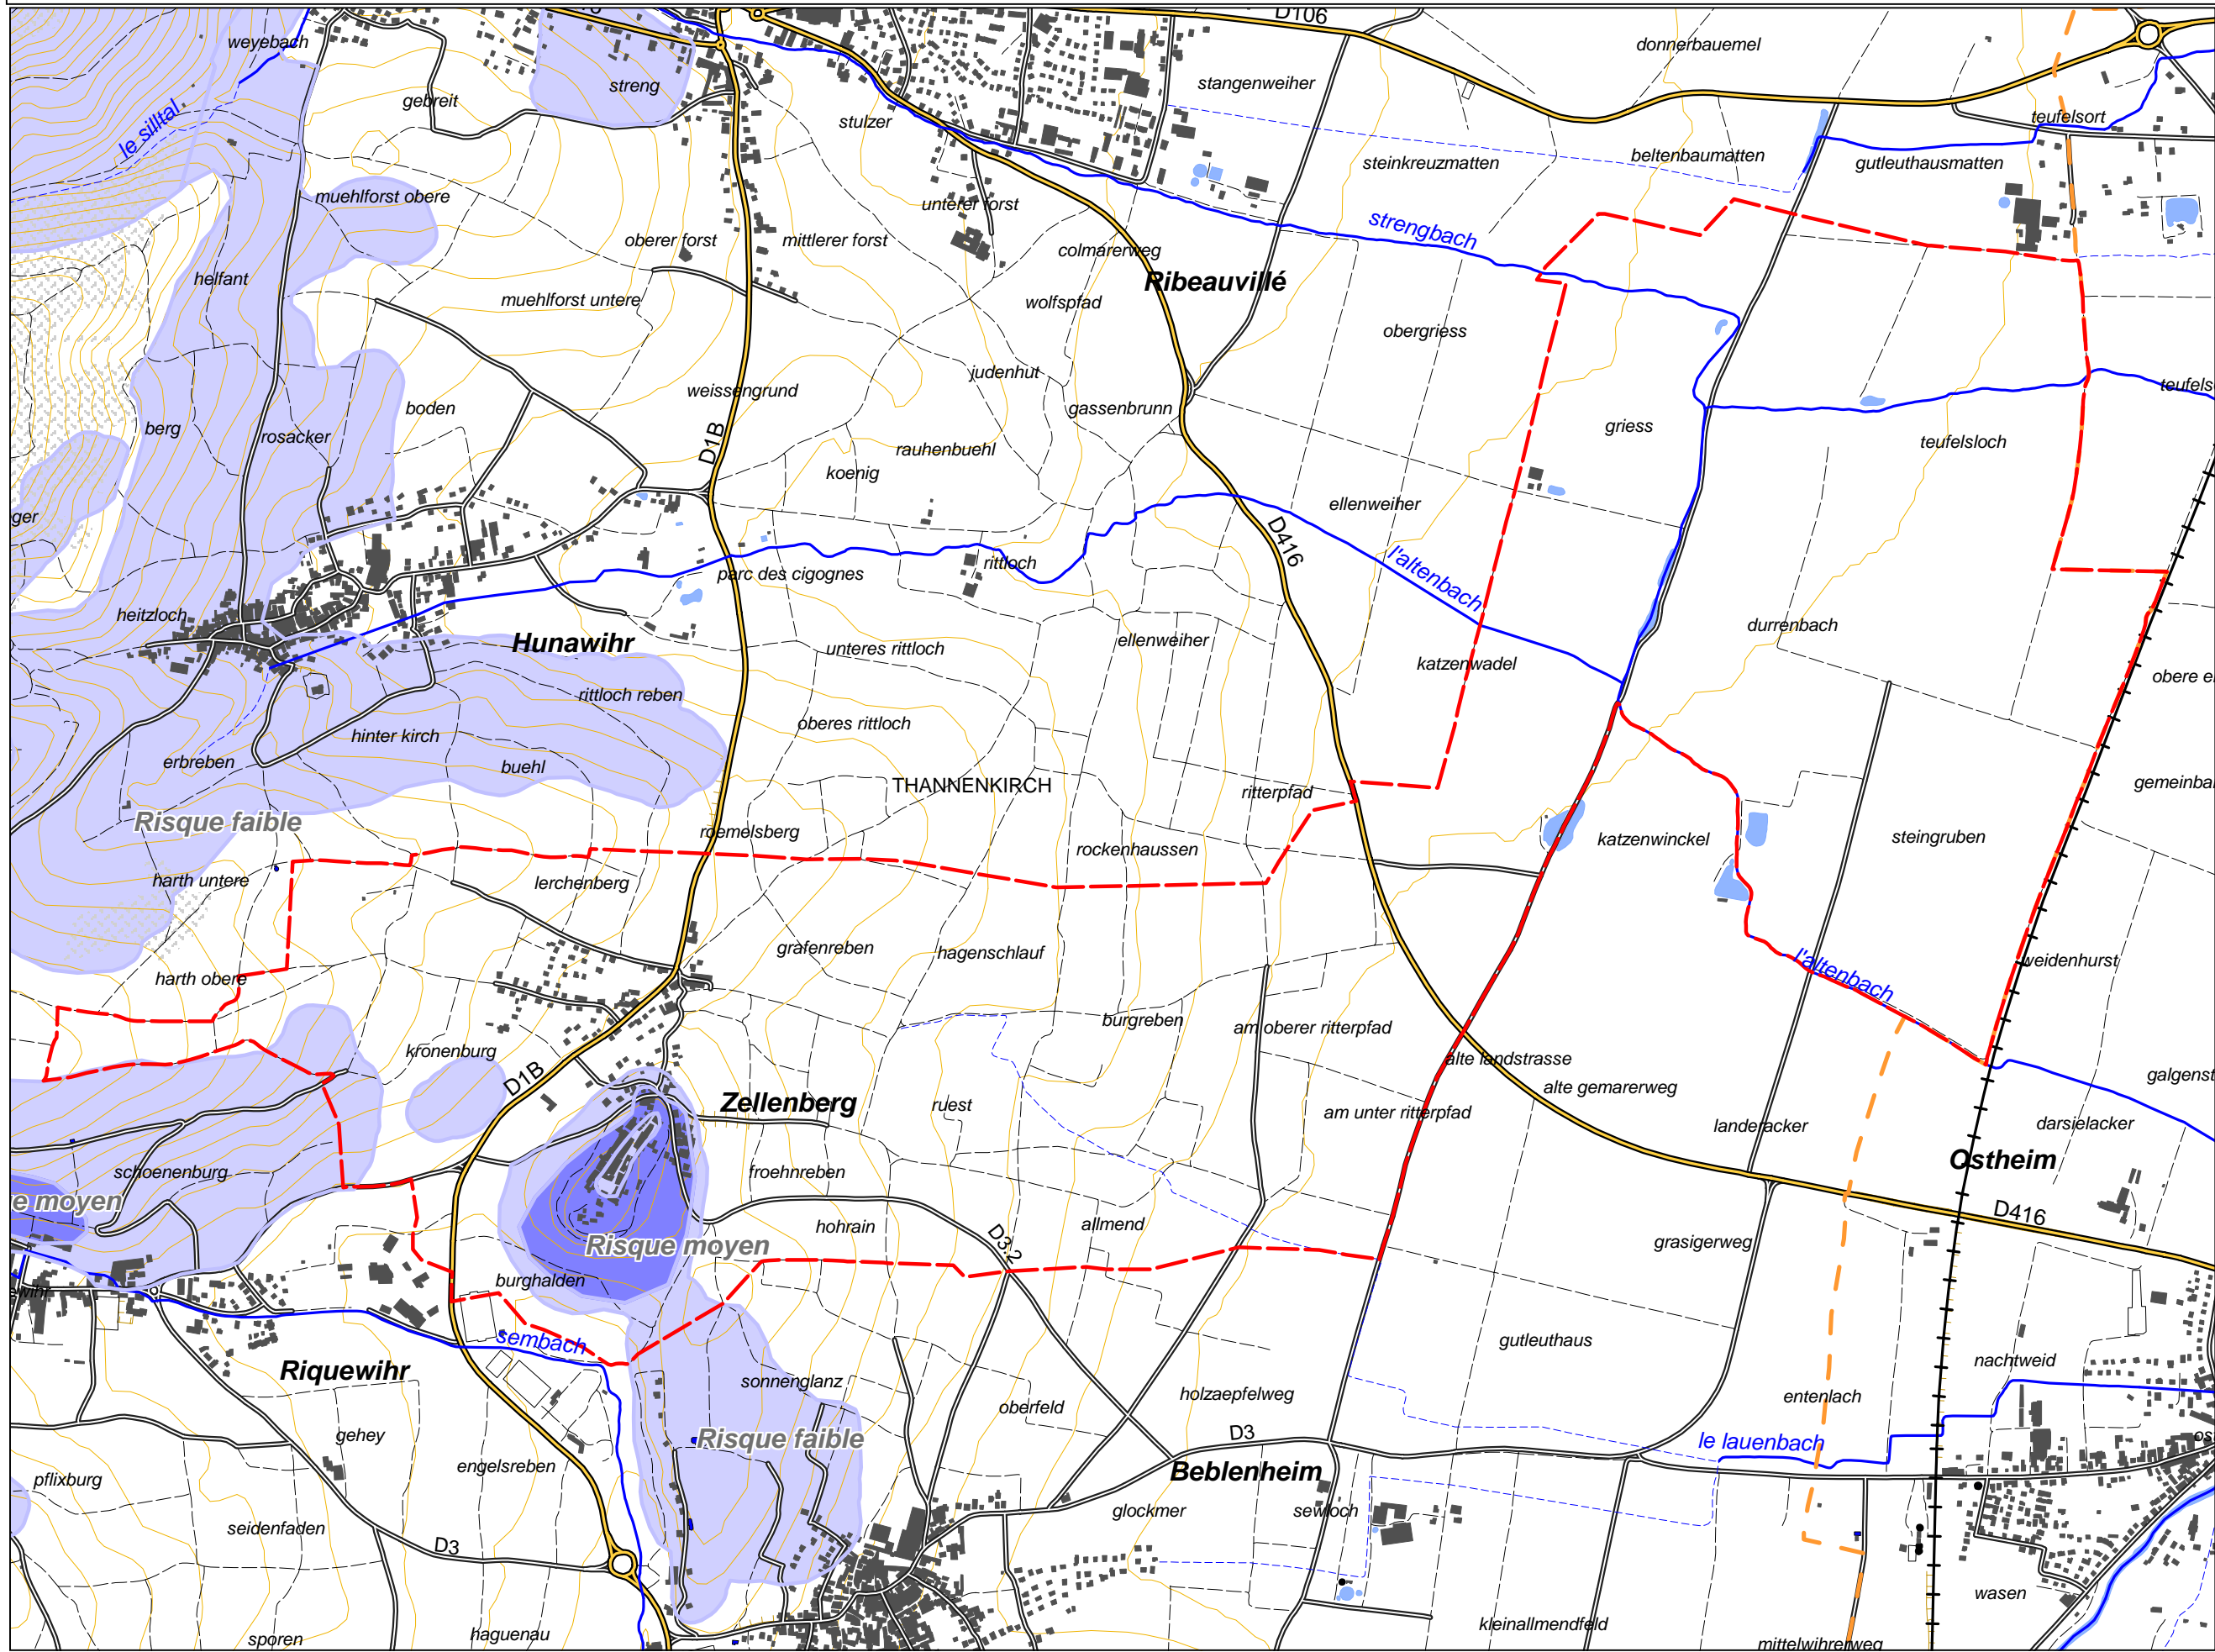 D106
weyebach
donnerbauemel
streng
stangenweiher
gebreit
le silltal
stulzer
teufelsort
steinkreuzmatten
beltenbaumatten
gutleuthausmatten
muehlforst obere
unterer forst
strengbach
oberer forst
mittlerer forst
colmarerweg
helfant
Ribeauvillé
muehlforst untere
wolfspfad
obergriess
judenhut
weissengrund
boden
gassenbrunn
berg
rosacker
D1B
griess
teufelsloch
rauhenbuehl
koenig
ellenweiher
D416
l'altenbach
rittloch
parc des cigognes
heitzloch
Hunawihr
ellenweiher
durrenbach
unteres rittloch
katzenwadel
obere e
rittloch reben
oberes rittloch
hinter kirch
erbreben
buehl
THANNENKIRCH
ritterpfad
gemeinba
Risque faible
roemelsberg
katzenwinckel
steingruben
rockenhaussen
harth untere
lerchenberg
grafenreben
hagenschlauf
harth obere
weidenhurst
l'altenbach
burgreben
am oberer ritterpfad
kronenburg
alte landstrasse
D1B
alte gemarerweg
galgenst
Zellenberg
ruest
am unter ritterpfad
landeracker
darsielacker
Ostheim
schoenenburg
froehnreben
e moyen
D416
hohrain
allmend
D3.2
Risque moyen
grasigerweg
burghalden
sembach
gutleuthaus
Riquewihr
nachtweid
sonnenglanz
holzaepfelweg
entenlach
oberfeld
gehey
Risque faible
D3
le lauenbach
engelsreben
Beblenheim
pflixburg
glockmer
sewloch
seidenfaden
D3
wasen
kleinallmendfeld
sporen
haguenau
mittelwihrerweg